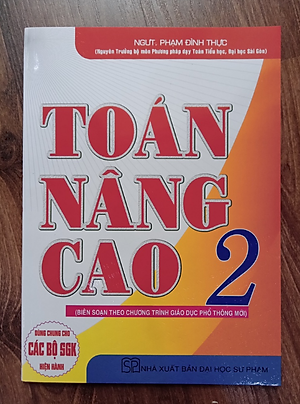 NGƯT. PHẠM ĐÌNH THỰC
(Nguyên Trưởng bộ môn Phương pháp dạy Toán Tiểu học, Đại học Sài Gòn)
TOÁN
NÂNG
CAO 2
(BIÊN SOẠN THEO CHƯƠNG TRÌNH GIÁO DỤC PHỔ THÔNG MỚI)
DÙNG CHUNG CHO
CÁC BỘ SGK
HIỆN HÀNH
NHÀ XUẤT BẢN ĐẠI HỌC SƯ PHẠM